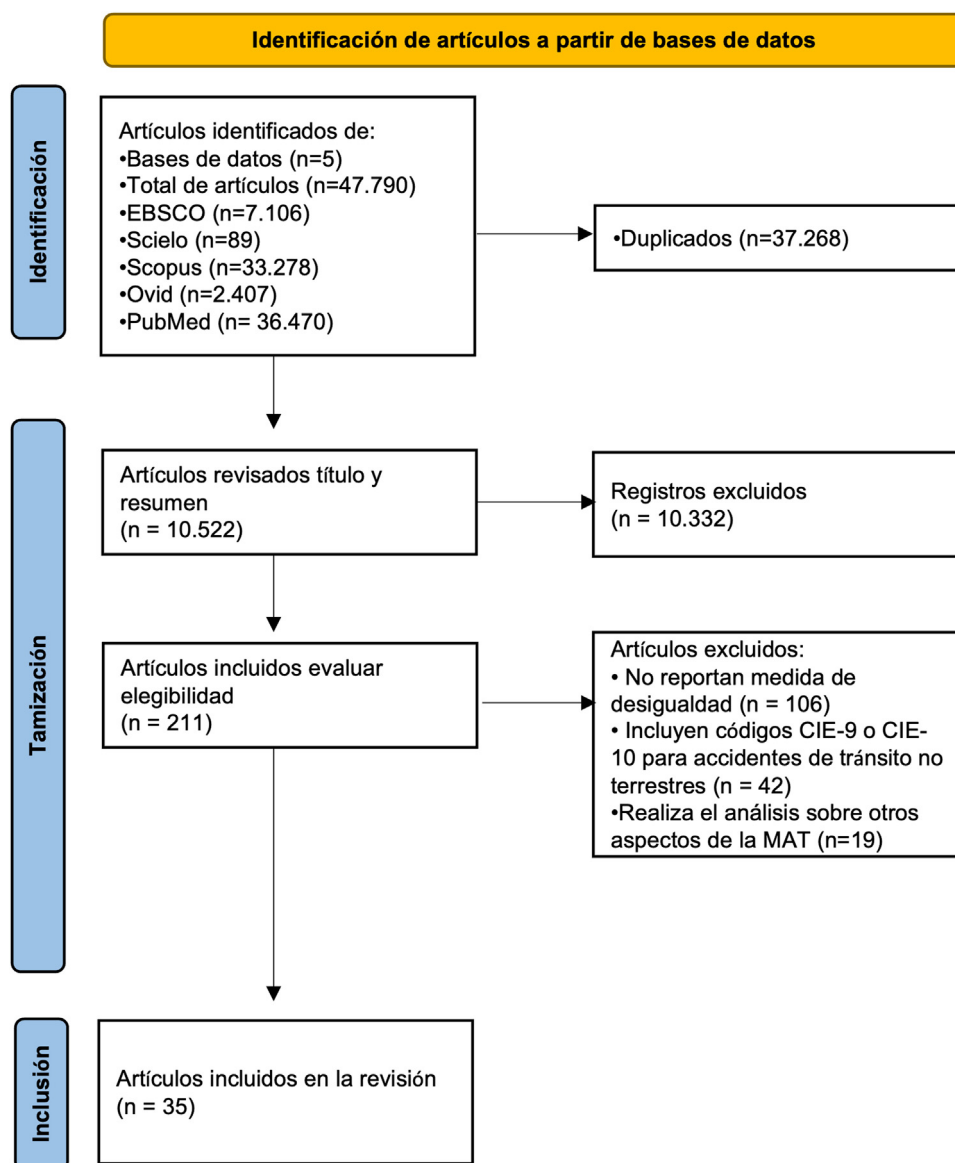 Identificación de artículos a partir de bases de datos
Identificación
Artículos identificados de:
•Bases de datos (n=5)
•Total de artículos (n=47.790)
•EBSCO (n=7.106)
•Scielo (n=89)
•Scopus (n=33.278)
•Ovid (n=2.407)
•PubMed (n= 36.470)
•Duplicados (n=37.268)
Tamización
Artículos revisados título y
resumen
(n = 10.522)
Registros excluidos
(n = 10.332)
Artículos incluidos evaluar
elegibilidad
(n = 211)
Artículos excluidos:
• No reportan medida de
desigualdad (n = 106)
• Incluyen códigos CIE-9 o CIE-
10 para accidentes de tránsito no
terrestres (n = 42)
•Realiza el análisis sobre otros
aspectos de la MAT (n=19)
Inclusión
Artículos incluidos en la revisión
(n = 35)